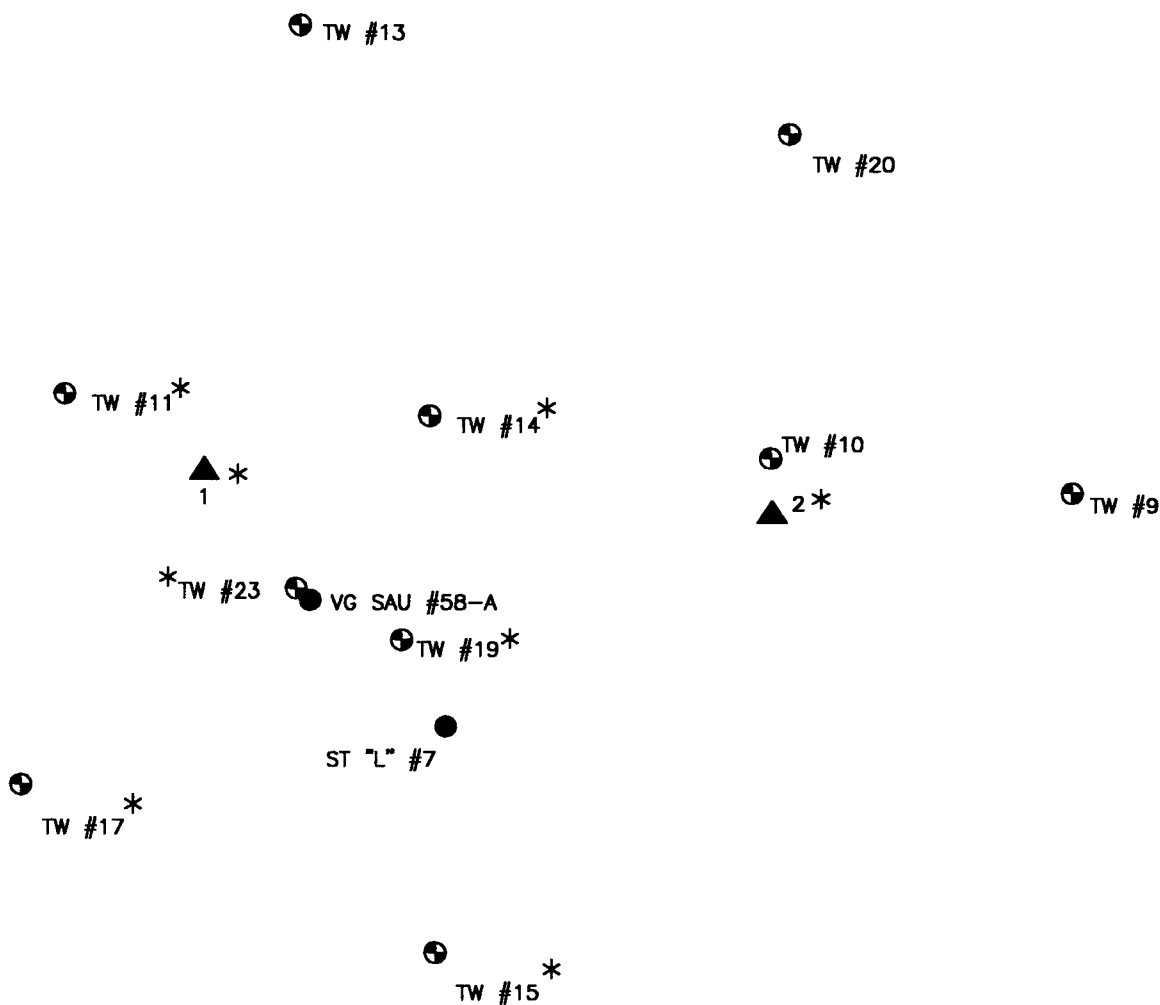 TW #13
TW #20
TW #11*
TW #14*
TW #10
1 *
2 *
TW #9
*TW #23
VG SAU #58-A
TW #19*
ST "L" #7
TW #17*
TW #15*